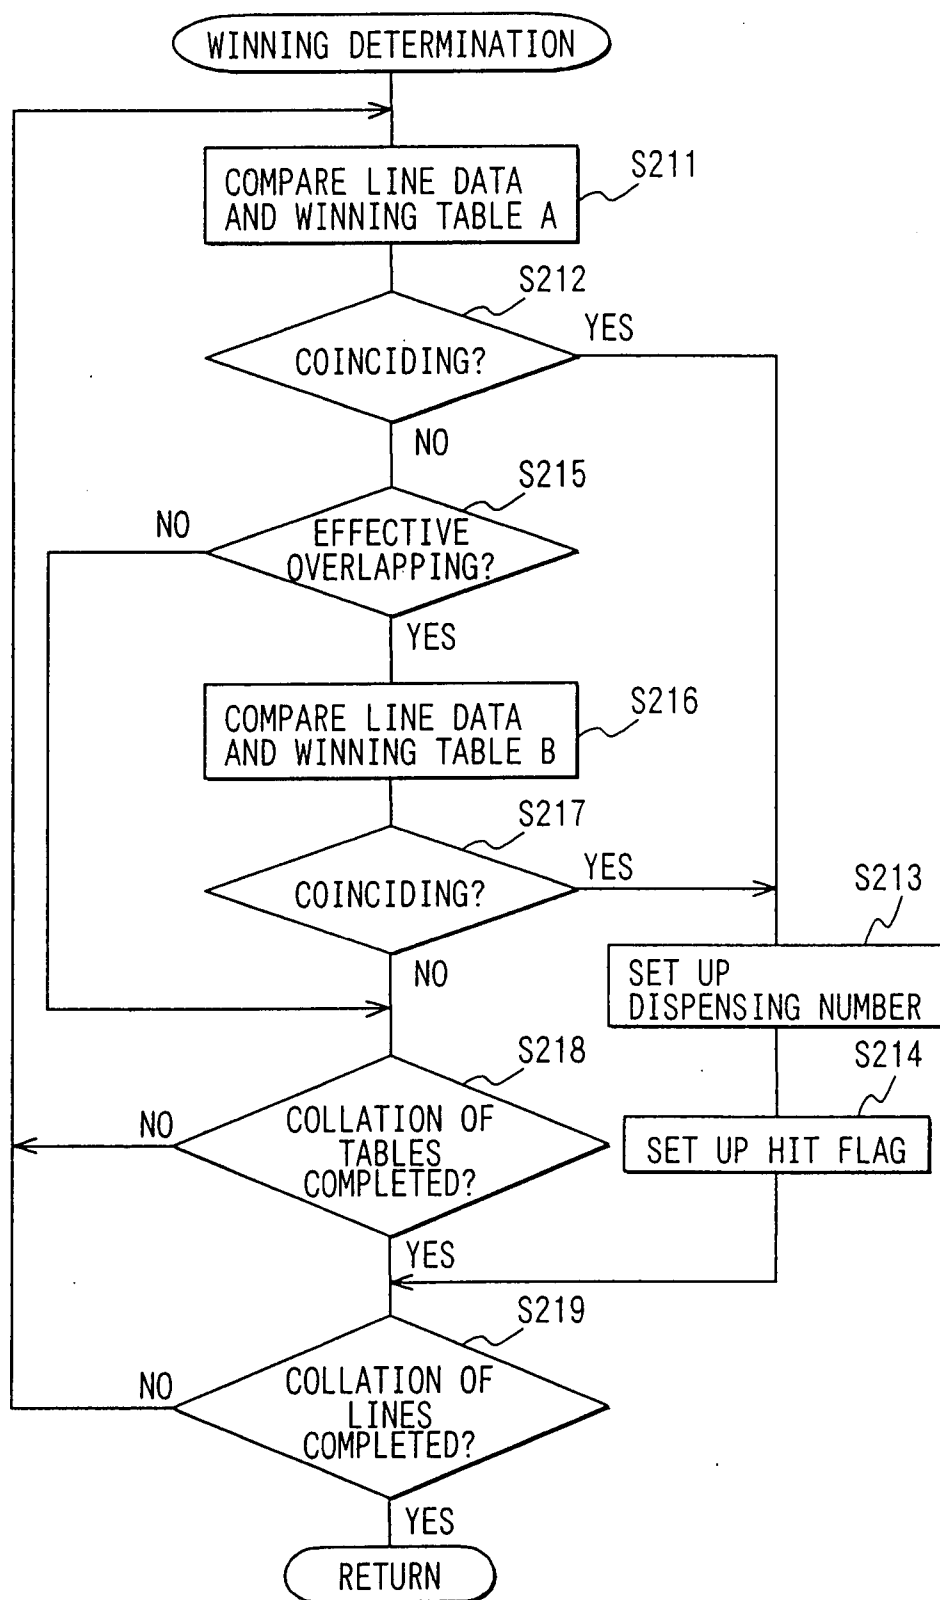 WINNING DETERMINATION
S211
COMPARE LINE DATA
AND WINNING TABLE A
S212
YES
COINCIDING?
NO
S215
NO
EFFECTIVE
OVERLAPPING?
YES
S216
COMPARE LINE DATA
AND WINNING TABLE B
S217
YES
COINCIDING?
S213
NO
SET UP
DISPENSING NUMBER
S218
S214
NO
COLLATION OF
TABLES
COMPLETED?
SET UP HIT FLAG
YES
S219
NO
COLLATION OF
LINES
COMPLETED?
YES
RETURN